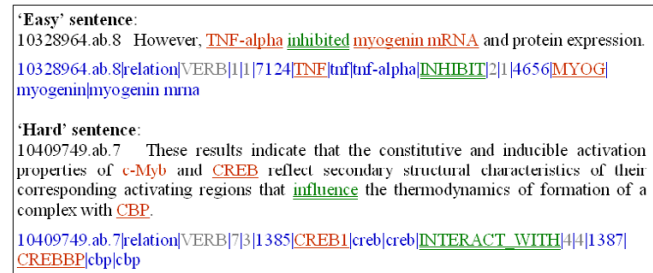 ‘Easy’ sentence:
10328964.ab.8 However, TNF-alpha inhibited myogenin mRNA and protein expression.
10328964.ab.8|relation|VERB|1|1|7124|TNF|tnf|tnf-alpha|INHIBIT|2|1|4656|MYOG|
myogenin|myogenin mrna
‘Hard’ sentence:
10409749.ab.7 These results indicate that the constitutive and inducible activation
properties of c-Myb and CREB reflect secondary structural characteristics of their
corresponding activating regions that influence the thermodynamics of formation of a
complex with CBP.
10409749.ab.7|relation|VERB|7|3|1385|CREB1|creb|creb|INTERACT_WITH|4|4|1387|
CREBBP|cbp|cbp